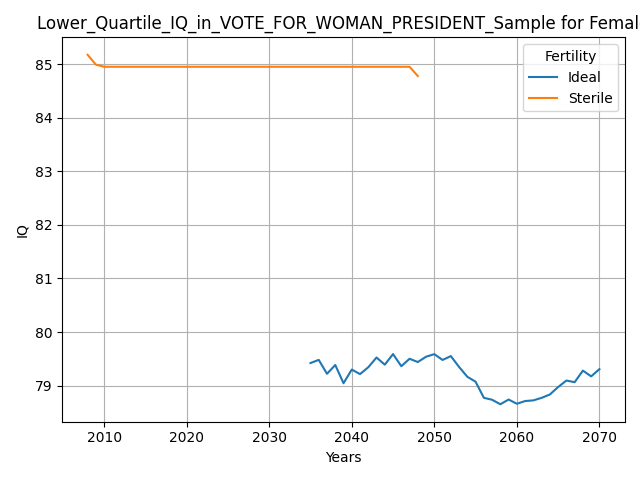 Lower_Quartile_IQ_in_VOTE_FOR_WOMAN_PRESIDENT_Sample for Femal
Fertility
Ideal
Sterile
85
84
83
82
81
80
79
IQ
2010 2020 2030 2040 2050 2060 2070
Years